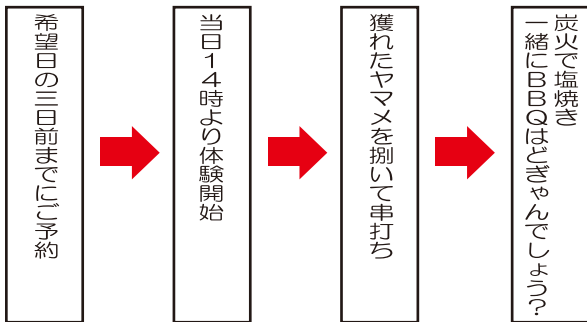 希望日の三日前までにご予約
当日14時より体験開始
獲れたヤマメを捌いて串打ち
炭火で塩焼き
一緒にBBQはどぎゃんでしょう?